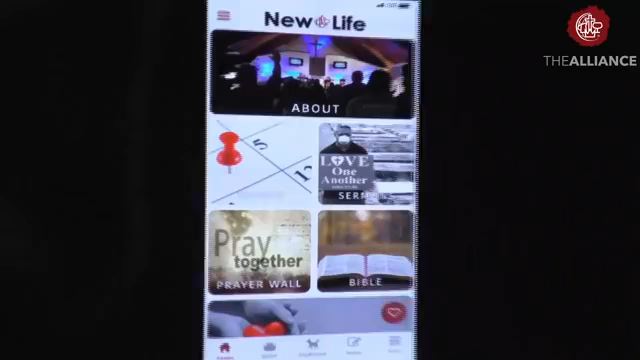 New Life
THEALLIANCE
ABOUT
5
LOVE
One
Another
SERM
Pray
together
PRAYER WALL
BIBLE